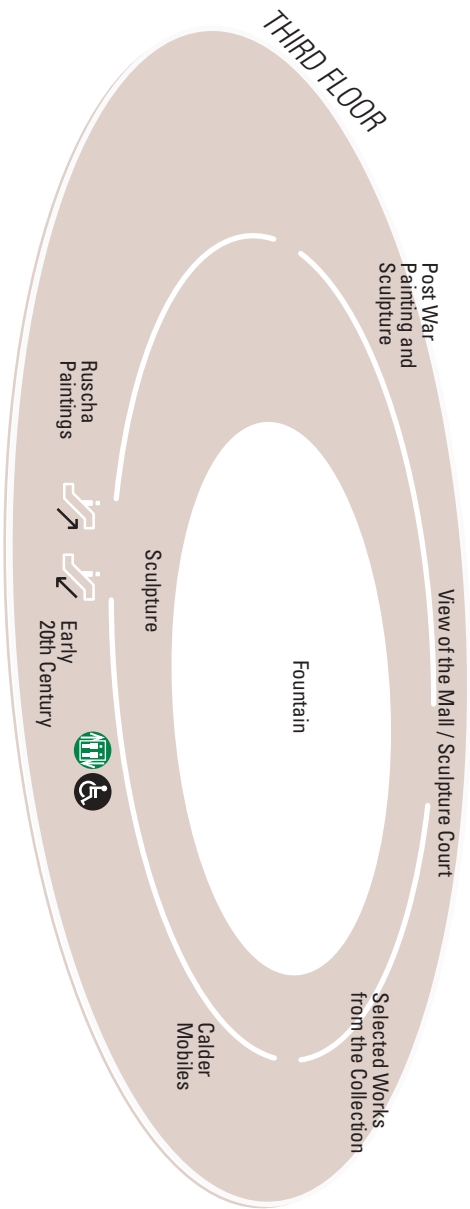 THIRD FLOOR
Post War
Painting and
Sculpture
View of the Mall / Sculpture Court
Selected Works
from the Collection
Fountain
Sculpture
Calder
Mobiles
Ruscha
Paintings
Early
20th Century